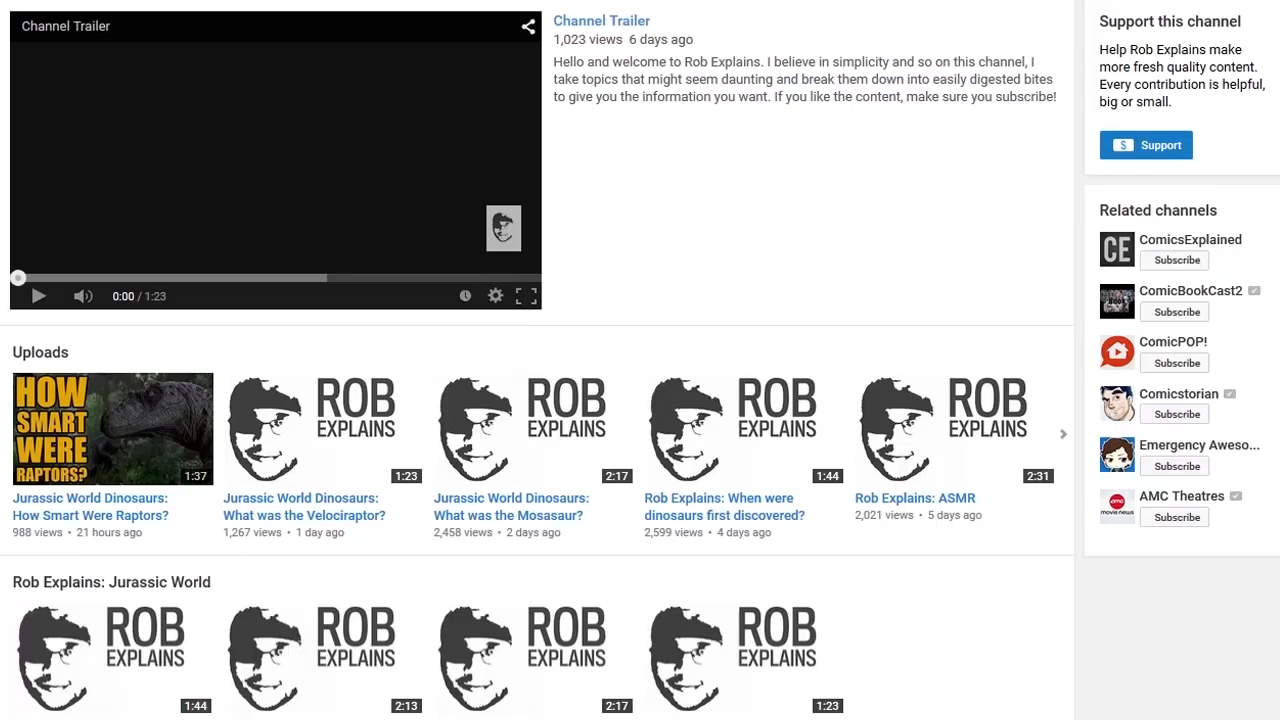 Channel Trailer
Channel Trailer
1,023 views 6 days ago
Hello and welcome to Rob Explains. I believe in simplicity and so on this channel, I
take topics that might seem daunting and break them down into easily digested bites
to give you the information you want. If you like the content, make sure you subscribe!
0:00 / 1:23
Support this channel
Help Rob Explains make
more fresh quality content.
Every contribution is helpful,
big or small.
$ Support
Related channels
CE
ComicsExplained
Subscribe
ComicBookCast2
Subscribe
ComicPOP!
Subscribe
Comicstorian
Subscribe
Emergency Aweso...
Subscribe
amc
movie news
AMC Theatres
Subscribe
Uploads
HOW
SMART
WERE
RAPTORS?
1:37
Jurassic World Dinosaurs:
How Smart Were Raptors?
988 views • 21 hours ago
ROB
EXPLAINS
1:23
Jurassic World Dinosaurs:
What was the Velociraptor?
1,267 views • 1 day ago
ROB
EXPLAINS
2:17
Jurassic World Dinosaurs:
What was the Mosasaur?
2,458 views • 2 days ago
ROB
EXPLAINS
1:44
Rob Explains: When were
dinosaurs first discovered?
2,599 views • 4 days ago
ROB
EXPLAINS
2:31
Rob Explains: ASMR
2,021 views • 5 days ago
Rob Explains: Jurassic World
ROB
EXPLAINS
1:44
ROB
EXPLAINS
2:13
ROB
EXPLAINS
2:17
ROB
EXPLAINS
1:23